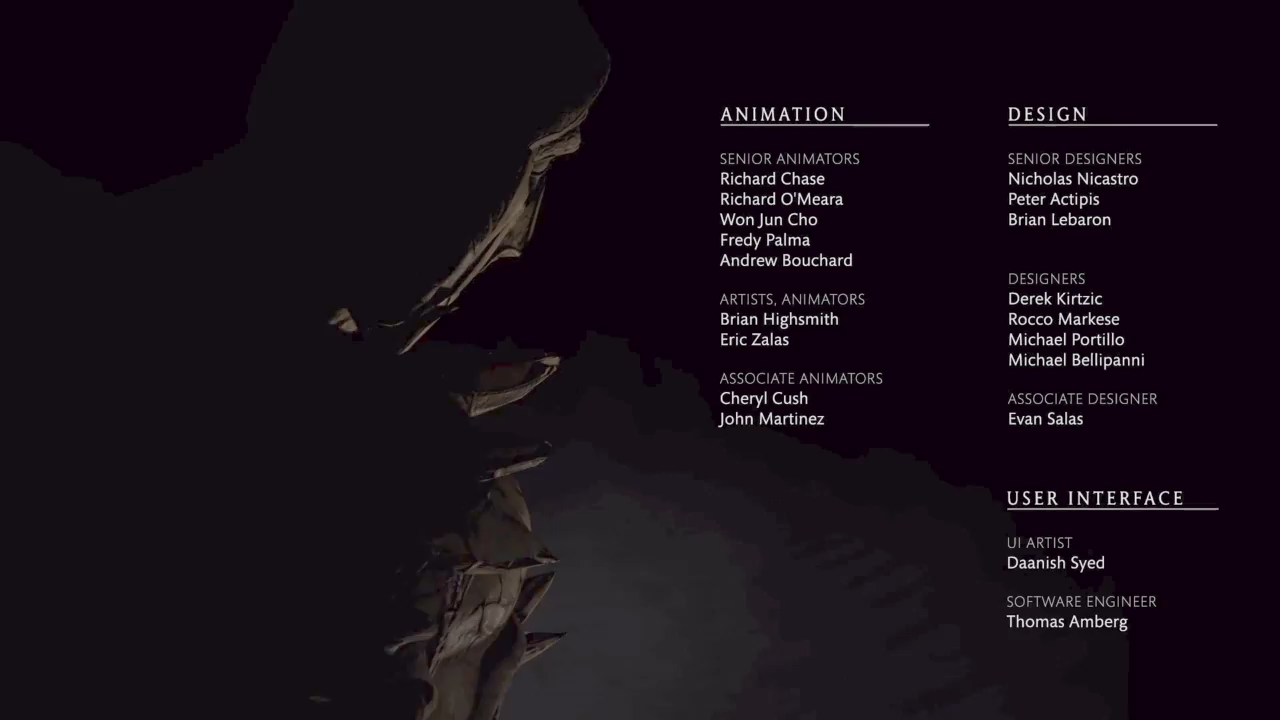 ANIMATION
SENIOR ANIMATORS
Richard Chase
Richard O'Meara
Won Jun Cho
Fredy Palma
Andrew Bouchard
ARTISTS, ANIMATORS
Brian Highsmith
Eric Zalas
ASSOCIATE ANIMATORS
Cheryl Cush
John Martinez
DESIGN
SENIOR DESIGNERS
Nicholas Nicastro
Peter Actipis
Brian Lebaron
DESIGNERS
Derek Kirtzic
Rocco Markese
Michael Portillo
Michael Bellipanni
ASSOCIATE DESIGNER
Evan Salas
USER INTERFACE
UI ARTIST
Daanish Syed
SOFTWARE ENGINEER
Thomas Amberg